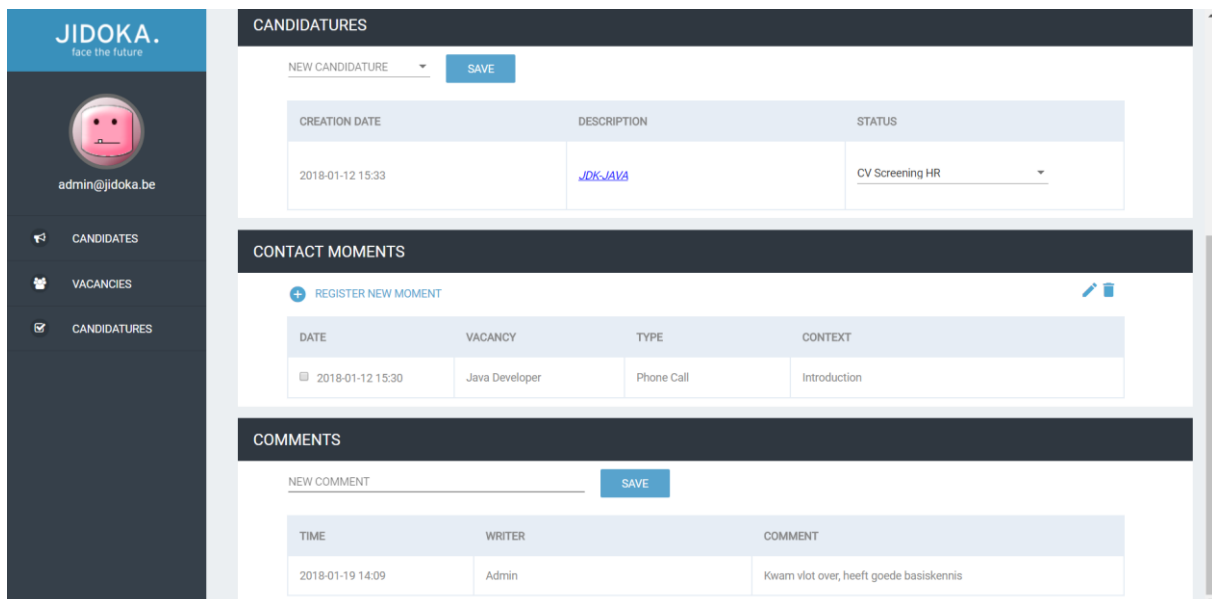 JIDOKA.
face the future
admin@jidoka.be
CANDIDATES
VACANCIES
CANDIDATURES
CANDIDATURES
NEW CANDIDATURE
SAVE
CREATION DATE DESCRIPTION STATUS
2018-01-12 15:33 JDK-JAVA CV Screening HR
CONTACT MOMENTS
REGISTER NEW MOMENT
DATE VACANCY TYPE CONTEXT
2018-01-12 15:30 Java Developer Phone Call Introduction
COMMENTS
NEW COMMENT
SAVE
TIME WRITER COMMENT
2018-01-19 14:09 Admin Kwam vlot over, heeft goede basiskennis